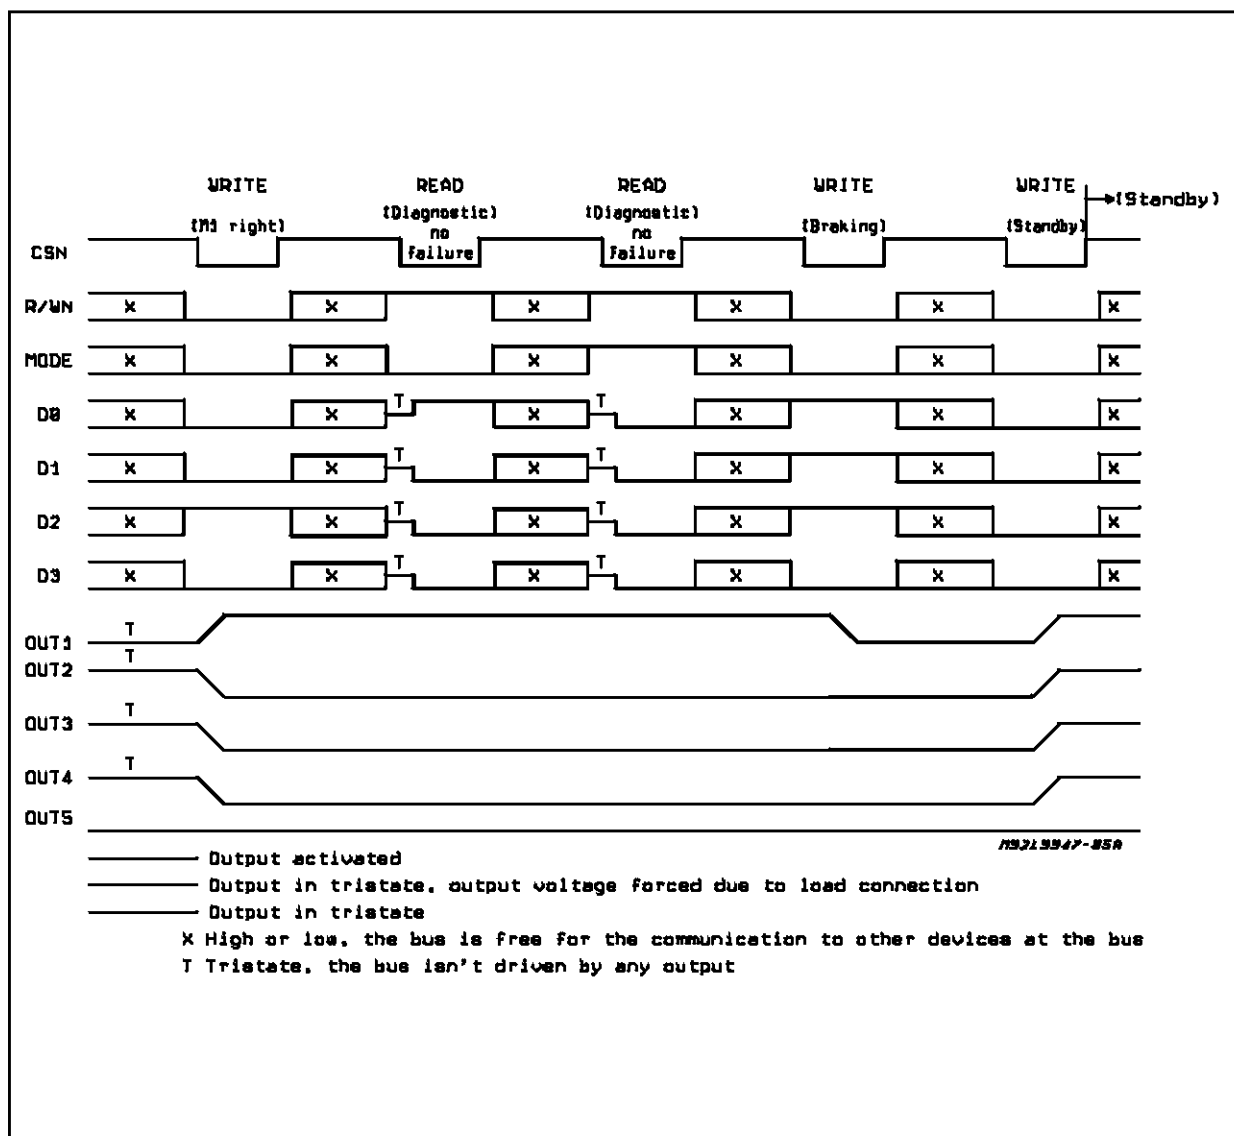 WRITE READ READ WRITE WRITE
(M1 right) (Diagnostic) no failure (Diagnostic) no failure (Braking) (Standby) (Standby)
CSN
R/WN X X X X X X
MODE X X X X X X
T T
D0 X X X X X X
T T
D1 X X X X X X
T T
D2 X X X X X X
T T
D3 X X X X X X
T
OUT1
T
OUT2
T
OUT3
T
OUT4
OUT5
Output activated
Output in tristate, output voltage forced due to load connection
Output in tristate
X High or low, the bus is free for the communication to other devices at the bus
T Tristate, the bus isn't driven by any output